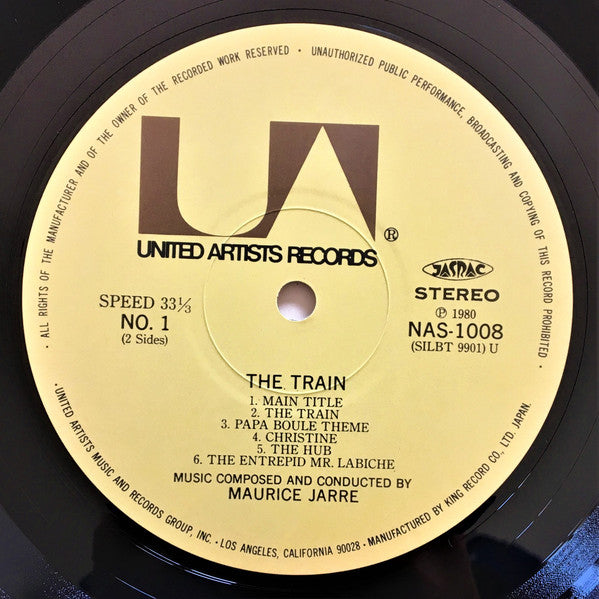 · ALL RIGHTS OF THE MANUFACTURER AND OF THE OWNER OF THE RECORDED WORK RESERVED · UNAUTHORIZED PUBLIC PERFORMANCE, BROADCASTING AND COPYING OF THIS RECORD PROHIBITED ·
UA ®
UNITED ARTISTS RECORDS
JASRAC
STEREO
SPEED 33⅓
NO. 1
(2 Sides)
℗ 1980
NAS-1008
(SILBT 9901) U
THE TRAIN
1. MAIN TITLE
2. THE TRAIN
3. PAPA BOULE THEME
4. CHRISTINE
5. THE HUB
6. THE ENTREPID MR. LABICHE
MUSIC COMPOSED AND CONDUCTED BY
MAURICE JARRE
· UNITED ARTISTS MUSIC AND RECORDS GROUP, INC. · LOS ANGELES, CALIFORNIA 90028 · MANUFACTURED BY KING RECORD CO., LTD, JAPAN.